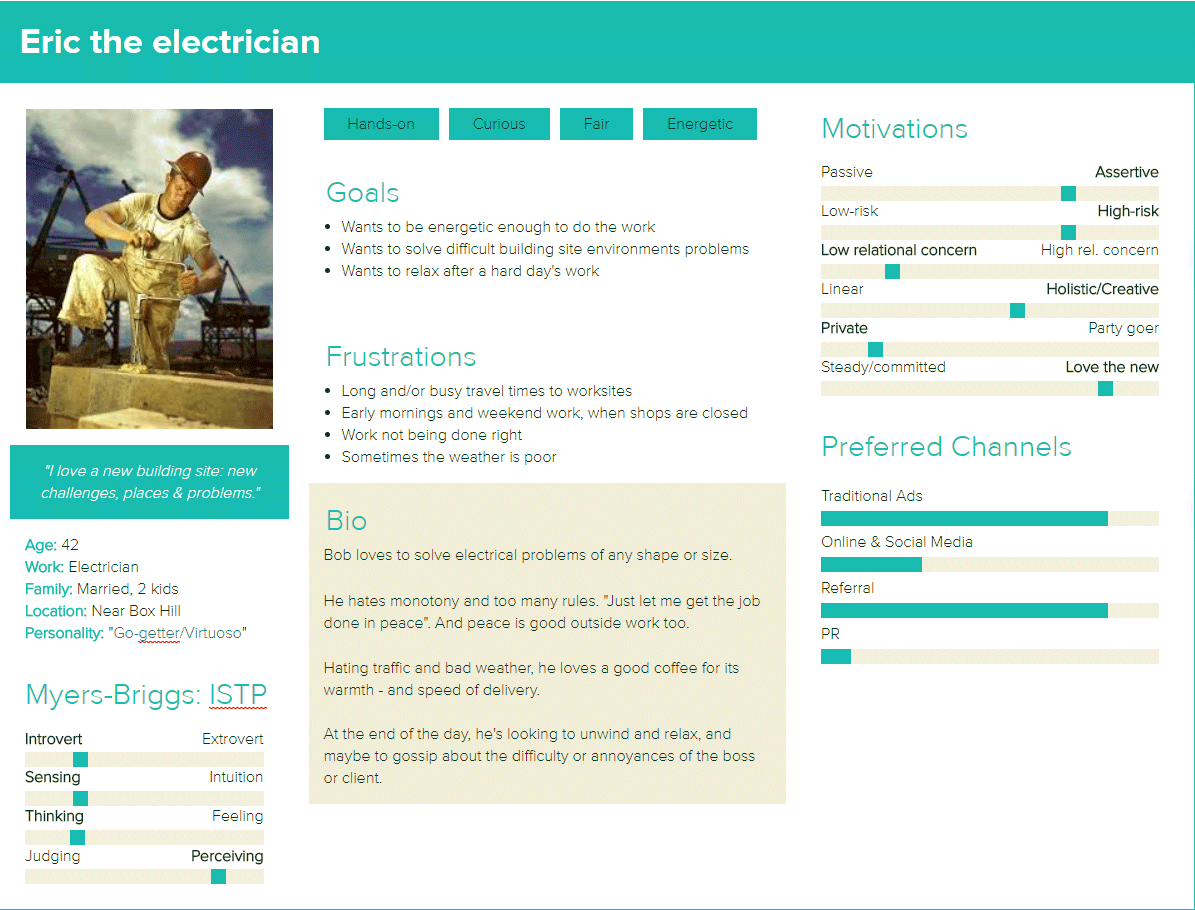 Eric the electrician
"I love a new building site: new
challenges, places & problems."
Age: 42
Work: Electrician
Family: Married, 2 kids
Location: Near Box Hill
Personality: "Go-getter/Virtuoso"
Myers-Briggs: ISTP
Introvert Extrovert
Sensing Intuition
Thinking Feeling
Judging Perceiving
Hands-on Curious Fair Energetic
Goals
• Wants to be energetic enough to do the work
• Wants to solve difficult building site environments problems
• Wants to relax after a hard day's work
Frustrations
• Long and/or busy travel times to worksites
• Early mornings and weekend work, when shops are closed
• Work not being done right
• Sometimes the weather is poor
Bio
Bob loves to solve electrical problems of any shape or size.
He hates monotony and too many rules. "Just let me get the job
done in peace". And peace is good outside work too.
Hating traffic and bad weather, he loves a good coffee for its
warmth - and speed of delivery.
At the end of the day, he's looking to unwind and relax, and
maybe to gossip about the difficulty or annoyances of the boss
or client.
Motivations
Passive Assertive
Low-risk High-risk
Low relational concern High rel. concern
Linear Holistic/Creative
Private Party goer
Steady/committed Love the new
Preferred Channels
Traditional Ads
Online & Social Media
Referral
PR